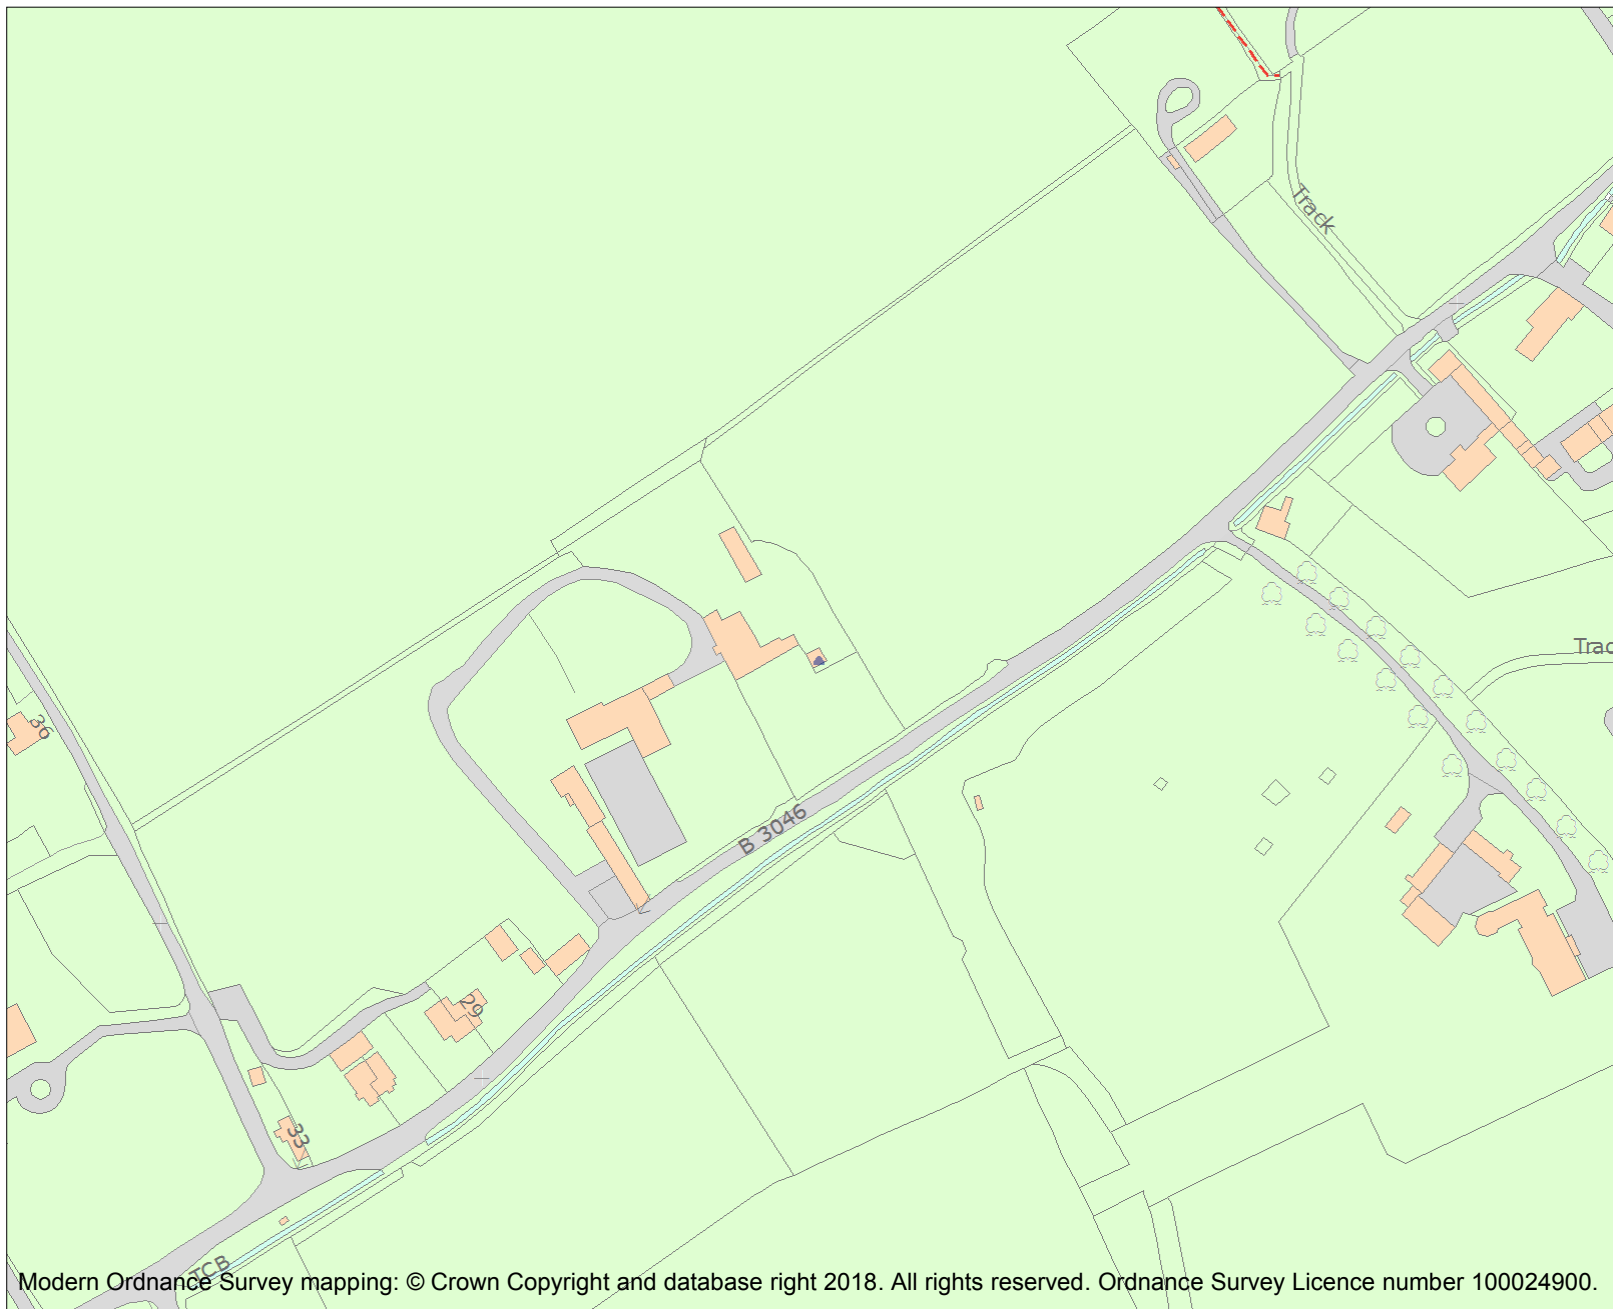 Track
Trac
36
B 3046
29
33
TCB
Modern Ordnance Survey mapping: © Crown Copyright and database right 2018. All rights reserved. Ordnance Survey Licence number 100024900.